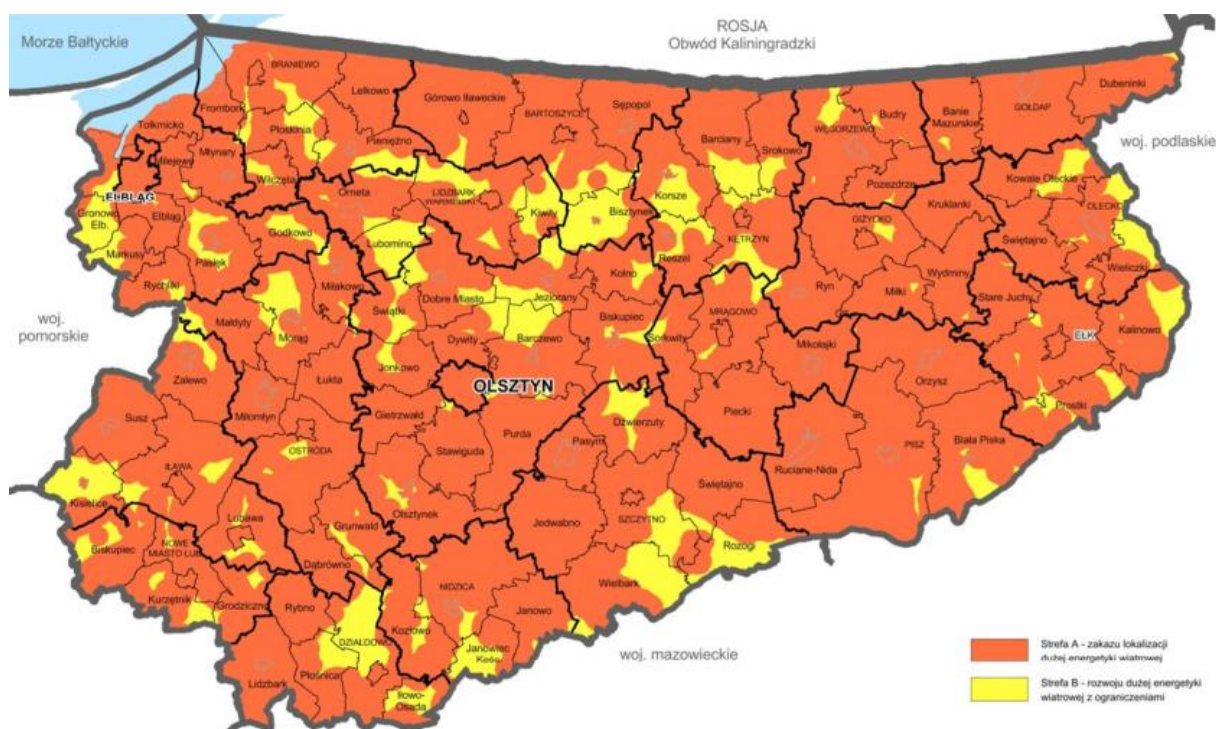 Morze Bałtyckie
ROSJA
Obwód Kaliningradzki
BRANIEWO
Lelkowo
Frombork
Górowo Iławeckie
Sępopol
Dubeninki
BARTOSZYCE
Banie
Mazurskie
GOŁDAP
Tolkmicko
Płoskinia
Pieniężno
Barciany
WĘGORZEWO
Budry
woj. podlaskie
Młynary
Milejewo
Srokowo
Wilczęta
Orneta
LIDZBARK
WARMIŃSKI
Kiwity
Korsze
Pozezdrze
Kowale Oleckie
ELBLĄG
Gronowo
Elb.
Elbląg
Bisztynek
Kruklanki
OLECKO
Godkowo
Lubomino
KĘTRZYN
GIŻYCKO
Świętajno
Markusy
Pasłęk
Reszel
Wieliczki
Rychliki
Miłakowo
Kolno
Wydminy
Dobre Miasto
Jeziorany
Ryn
Miłki
Stare Juchy
woj.
pomorskie
Małdyty
Świątki
MRĄGOWO
Biskupiec
Kalinowo
Morąg
Dywity
Barczewo
Sorkwity
EŁK
Jonkowo
Mikołajki
Zalewo
Łukta
OLSZTYN
Orzysz
Miłomłyn
Gietrzwałd
Piecki
Prostki
Susz
Dźwierzuty
Purda
Pasym
OSTRÓDA
Stawiguda
PISZ
Biała Piska
IŁAWA
Ruciane-Nida
Świętajno
Kisielice
Olsztynek
Lubawa
Jedwabno
SZCZYTNO
Grunwald
Biskupiec
NOWE
MIASTO LUB.
Rozogi
Dąbrówno
Wielbark
NIDZICA
Kurzętnik
Grodziczno
Rybno
Janowo
DZIAŁDOWO
Kozłowo
Janowiec
Kośc.
woj. mazowieckie
Płośnica
Lidzbark
Iłowo-
Osada
Strefa A - zakazu lokalizacji
dużej energetyki wiatrowej
Strefa B - rozwoju dużej energetyki
wiatrowej z ograniczeniami